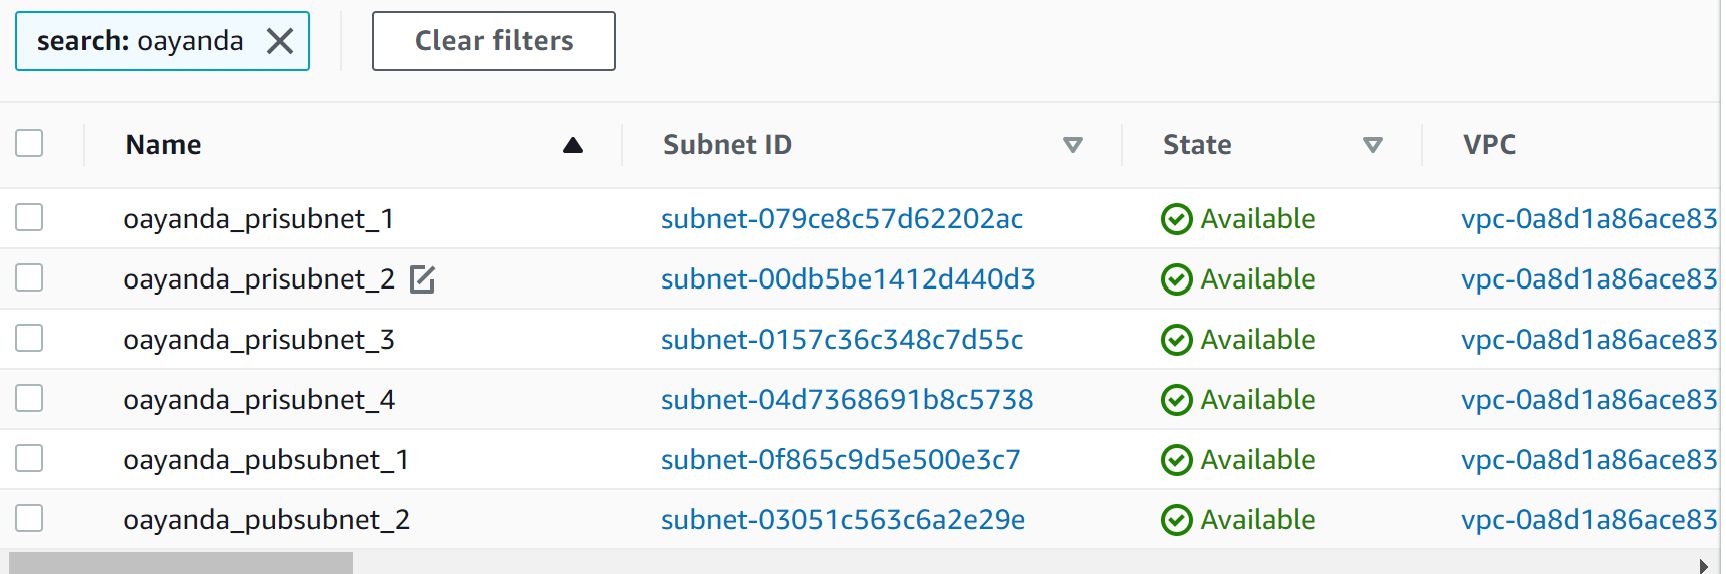 search: oayanda Clear filters
Name Subnet ID State VPC
oayanda_prisubnet_1 subnet-079ce8c57d62202ac Available vpc-0a8d1a86ace83
oayanda_prisubnet_2 subnet-00db5be1412d440d3 Available vpc-0a8d1a86ace83
oayanda_prisubnet_3 subnet-0157c36c348c7d55c Available vpc-0a8d1a86ace83
oayanda_prisubnet_4 subnet-04d7368691b8c5738 Available vpc-0a8d1a86ace83
oayanda_pubsubnet_1 subnet-0f865c9d5e500e3c7 Available vpc-0a8d1a86ace83
oayanda_pubsubnet_2 subnet-03051c563c6a2e29e Available vpc-0a8d1a86ace83